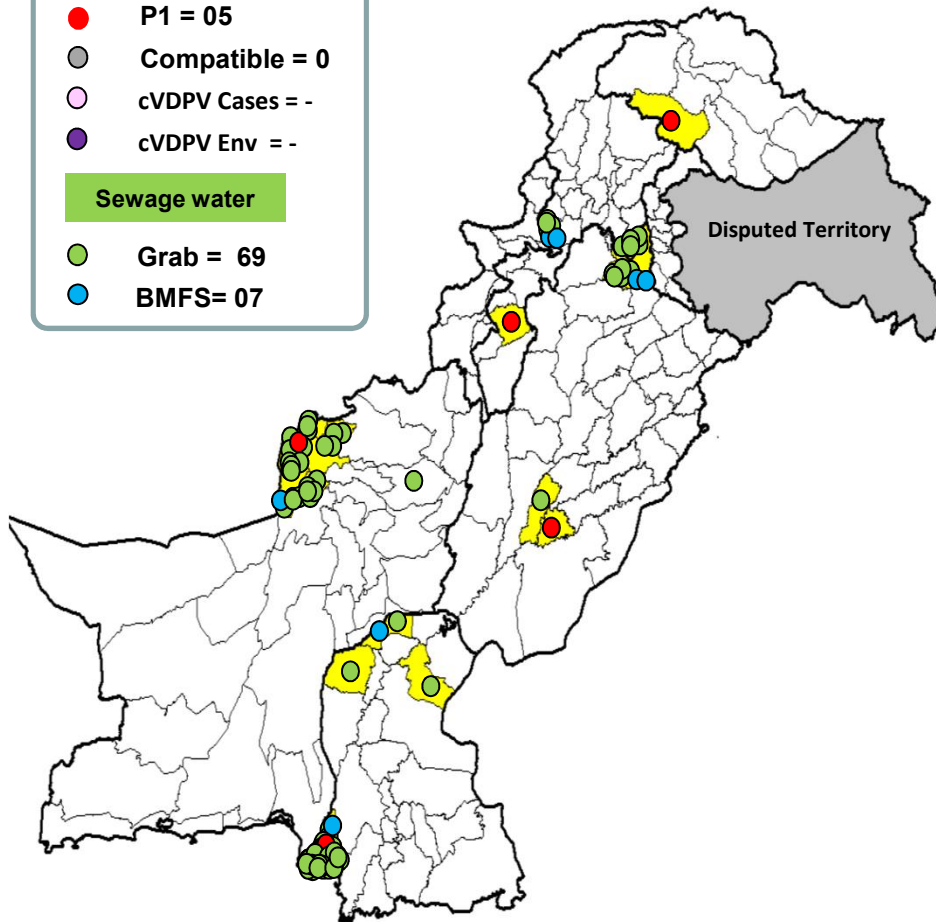 P1 = 05
Compatible = 0
cVDPV Cases = -
cVDPV Env = -
Sewage water
Grab = 69
BMFS= 07
Disputed Territory